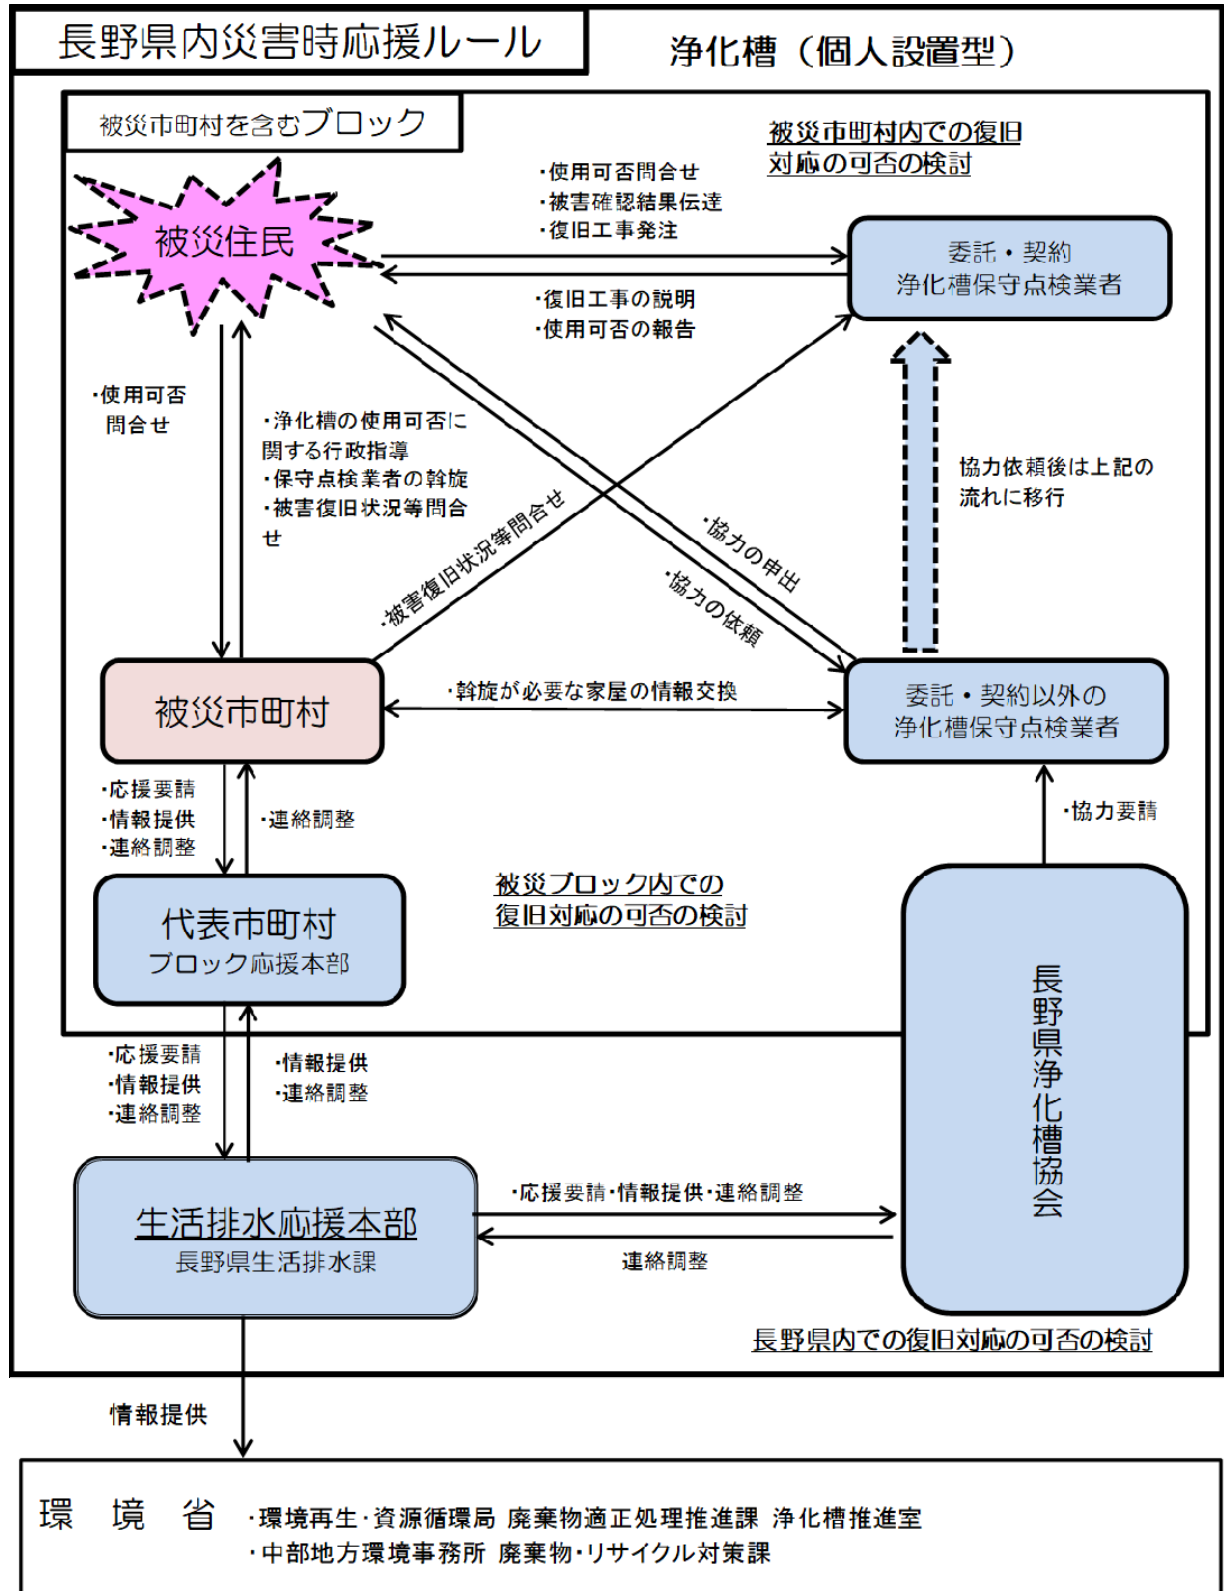 長野県内災害時応援ルール
浄化槽（個人設置型）
被災市町村を含むブロック
被災市町村内での復旧
対応の可否の検討
・使用可否問合せ
・被害確認結果伝達
・復旧工事発注
被災住民
委託・契約
浄化槽保守点検業者
・復旧工事の説明
・使用可否の報告
・使用可否
問合せ
・浄化槽の使用可否に
関する行政指導
・保守点検業者の斡旋
・被害復旧状況等問合
せ
協力依頼後は上記の
流れに移行
・被害復旧状況等問合せ
・協力の申出
・協力の依頼
被災市町村
・斡旋が必要な家屋の情報交換
委託・契約以外の
浄化槽保守点検業者
・応援要請
・情報提供
・連絡調整
・連絡調整
・協力要請
代表市町村
ブロック応援本部
被災ブロック内での
復旧対応の可否の検討
長野県浄化槽協会
・応援要請
・情報提供
・連絡調整
・情報提供
・連絡調整
生活排水応援本部
長野県生活排水課
・応援要請・情報提供・連絡調整
連絡調整
長野県内での復旧対応の可否の検討
情報提供
環　境　省
・環境再生・資源循環局 廃棄物適正処理推進課 浄化槽推進室
・中部地方環境事務所 廃棄物・リサイクル対策課